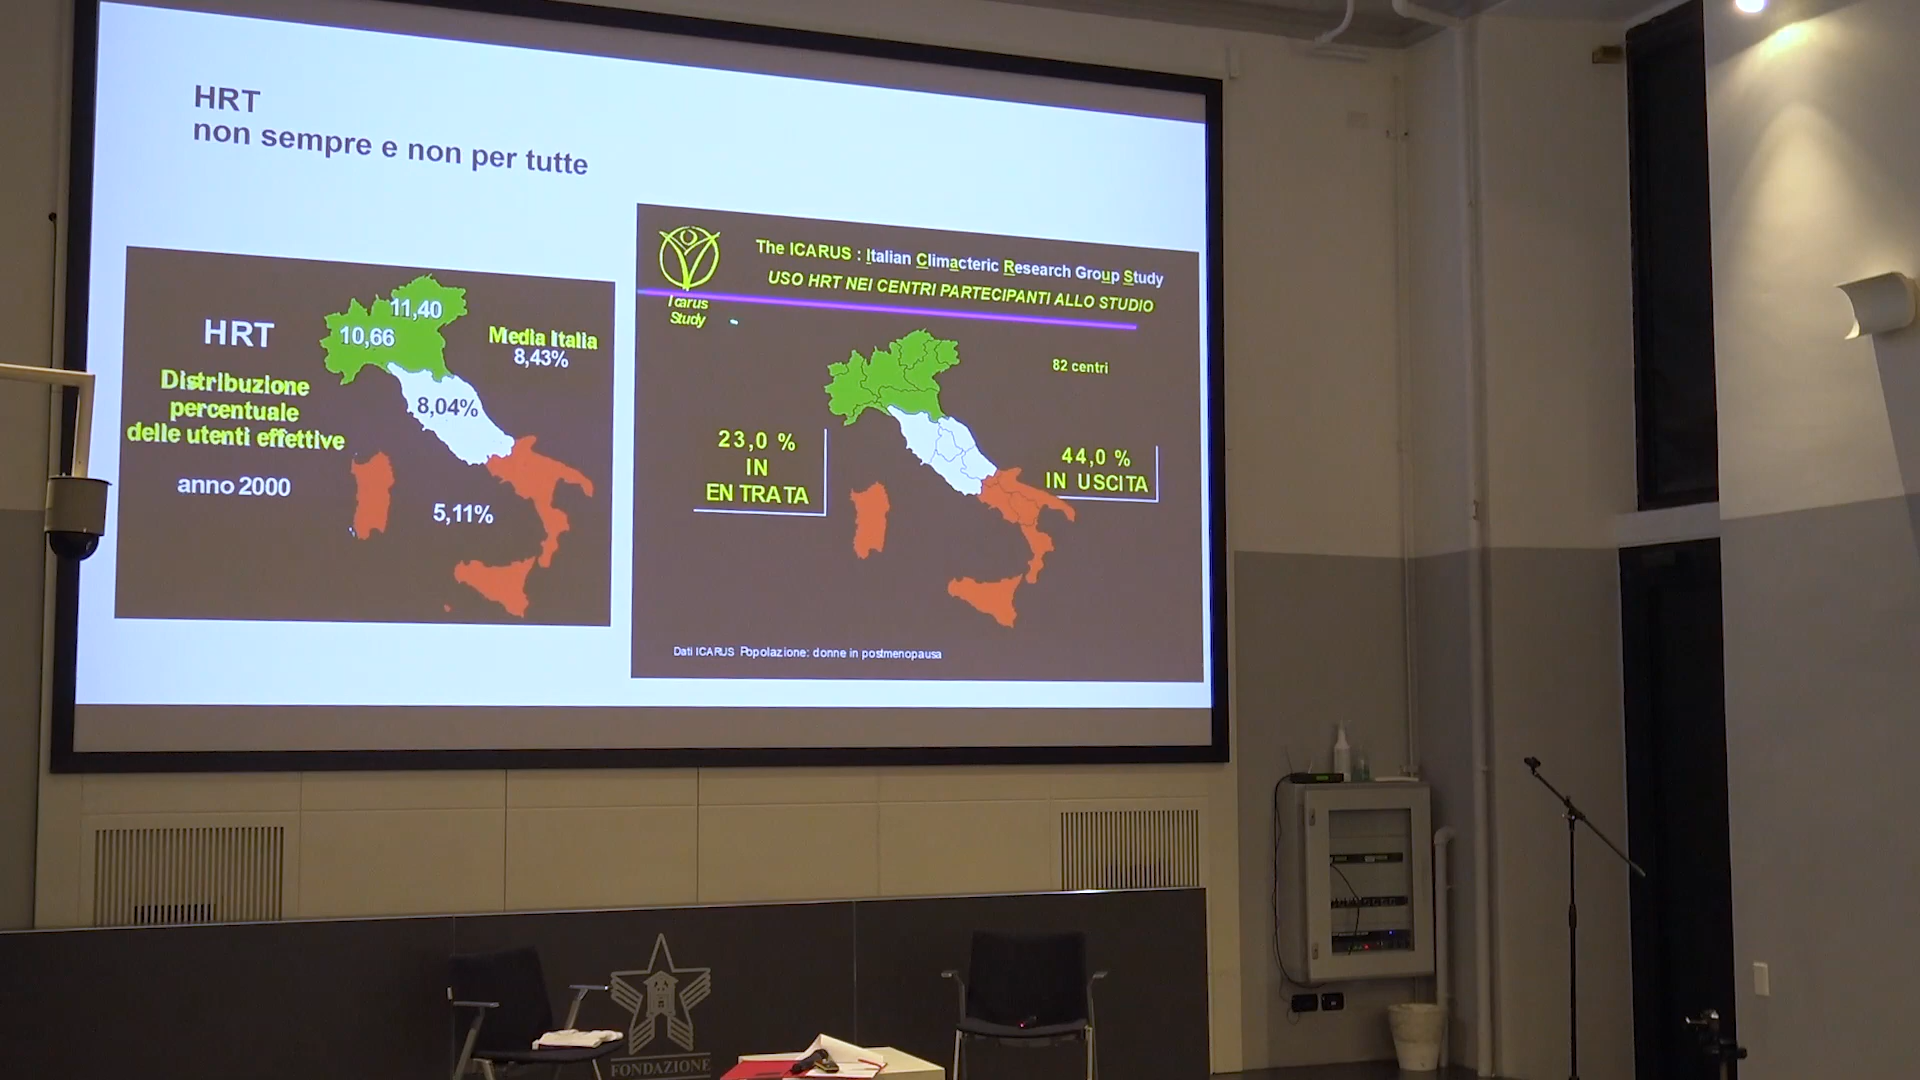 HRT
non sempre e non per tutte
HRT
Distribuzione
percentuale
delle utenti effettive
anno 2000
11,40
10,66
Media Italia
8,43%
8,04%
5,11%
The ICARUS : Italian Climacteric Research Group Study
USO HRT NEI CENTRI PARTECIPANTI ALLO STUDIO
Icarus
Study
82 centri
23,0 %
IN
ENTRATA
44,0 %
IN USCITA
Dati ICARUS Popolazione: donne in postmenopausa
FONDAZIONE